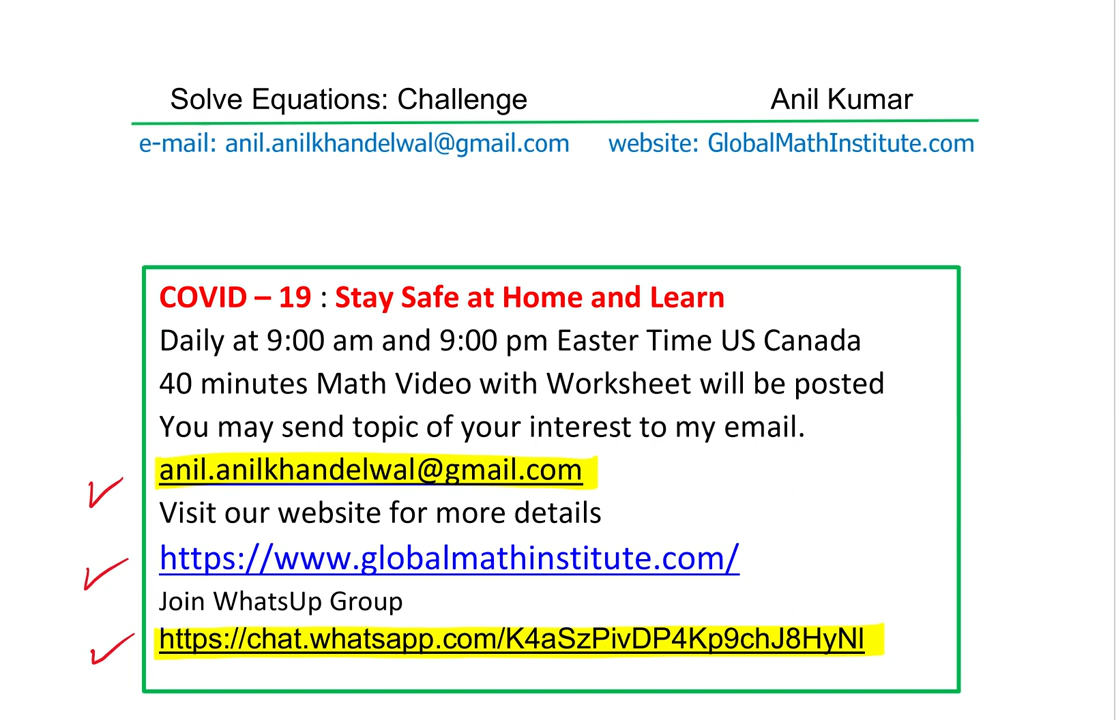 Solve Equations: Challenge Anil Kumar
e-mail: anil.anilkhandelwal@gmail.com website: GlobalMathInstitute.com
COVID – 19 : Stay Safe at Home and Learn
Daily at 9:00 am and 9:00 pm Easter Time US Canada
40 minutes Math Video with Worksheet will be posted
You may send topic of your interest to my email.
anil.anilkhandelwal@gmail.com
Visit our website for more details
https://www.globalmathinstitute.com/
Join WhatsUp Group
https://chat.whatsapp.com/K4aSzPivDP4Kp9chJ8HyNl